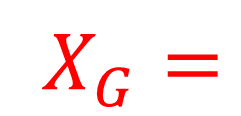 X_G =